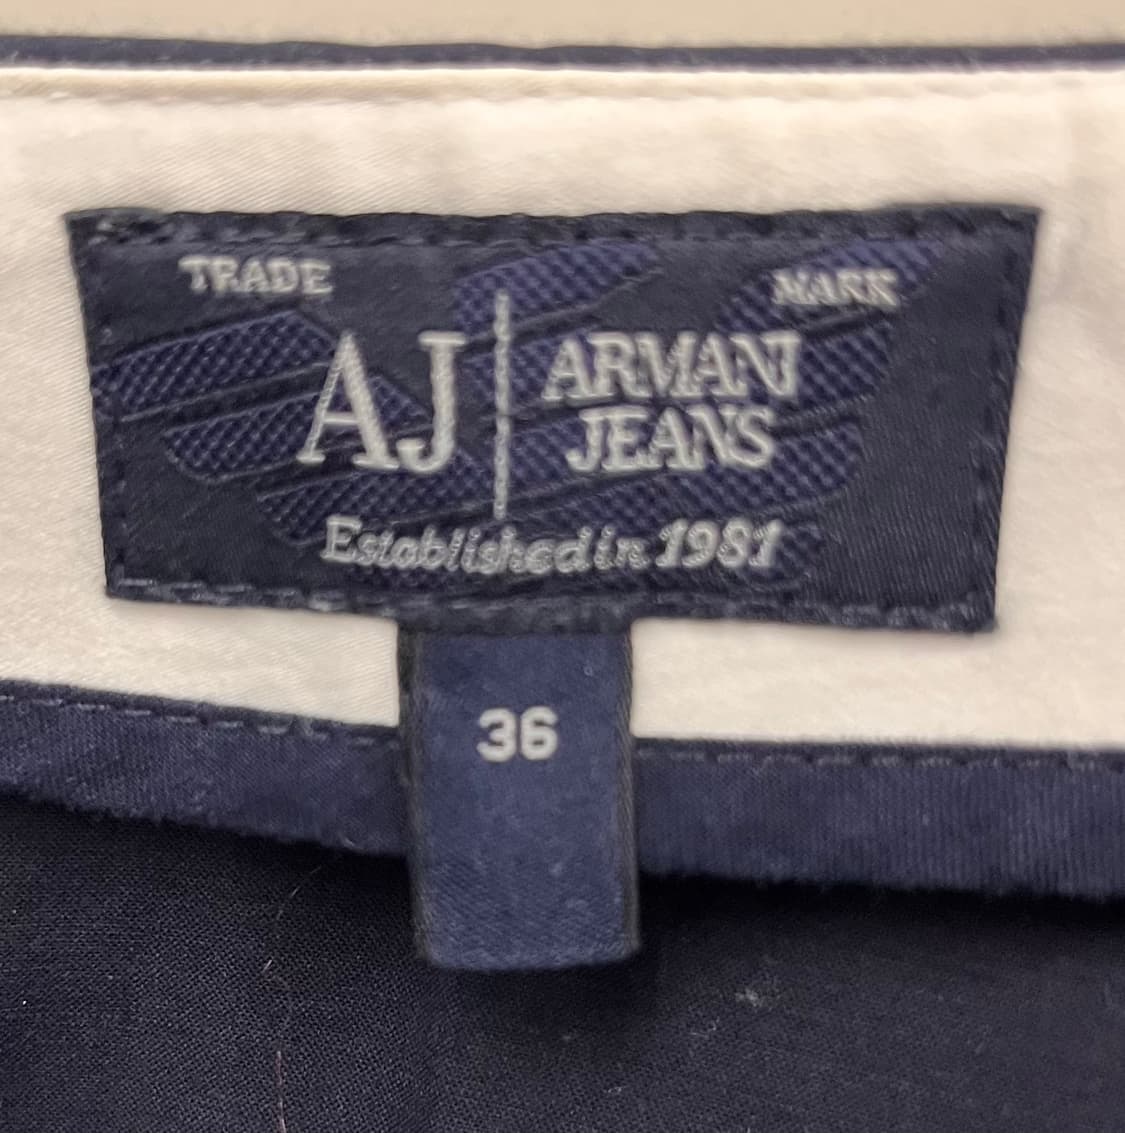 TRADE MARK
AJ ARMANI
JEANS
Established in 1981
36